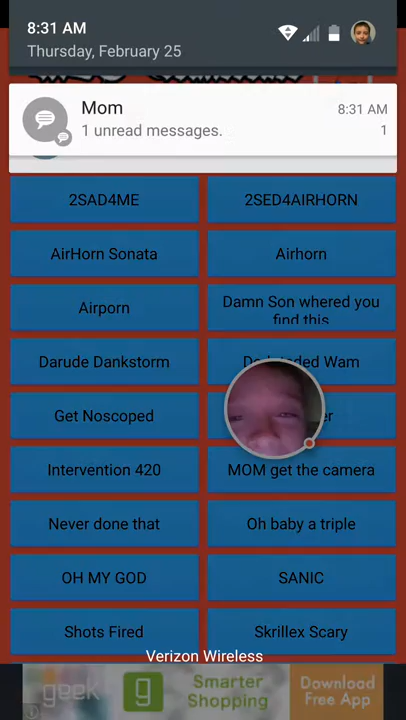 8:31 AM
Thursday, February 25
Mom
8:31 AM
1 unread messages.
1
2SAD4ME
2SED4AIRHORN
AirHorn Sonata
Airhorn
Airporn
Damn Son whered you
find this
Darude Dankstorm
Wam
Get Noscoped
Intervention 420
MOM get the camera
Never done that
Oh baby a triple
OH MY GOD
SANIC
Shots Fired
Skrillex Scary
Verizon Wireless
geek
g
Smarter
Shopping
Download
Free App